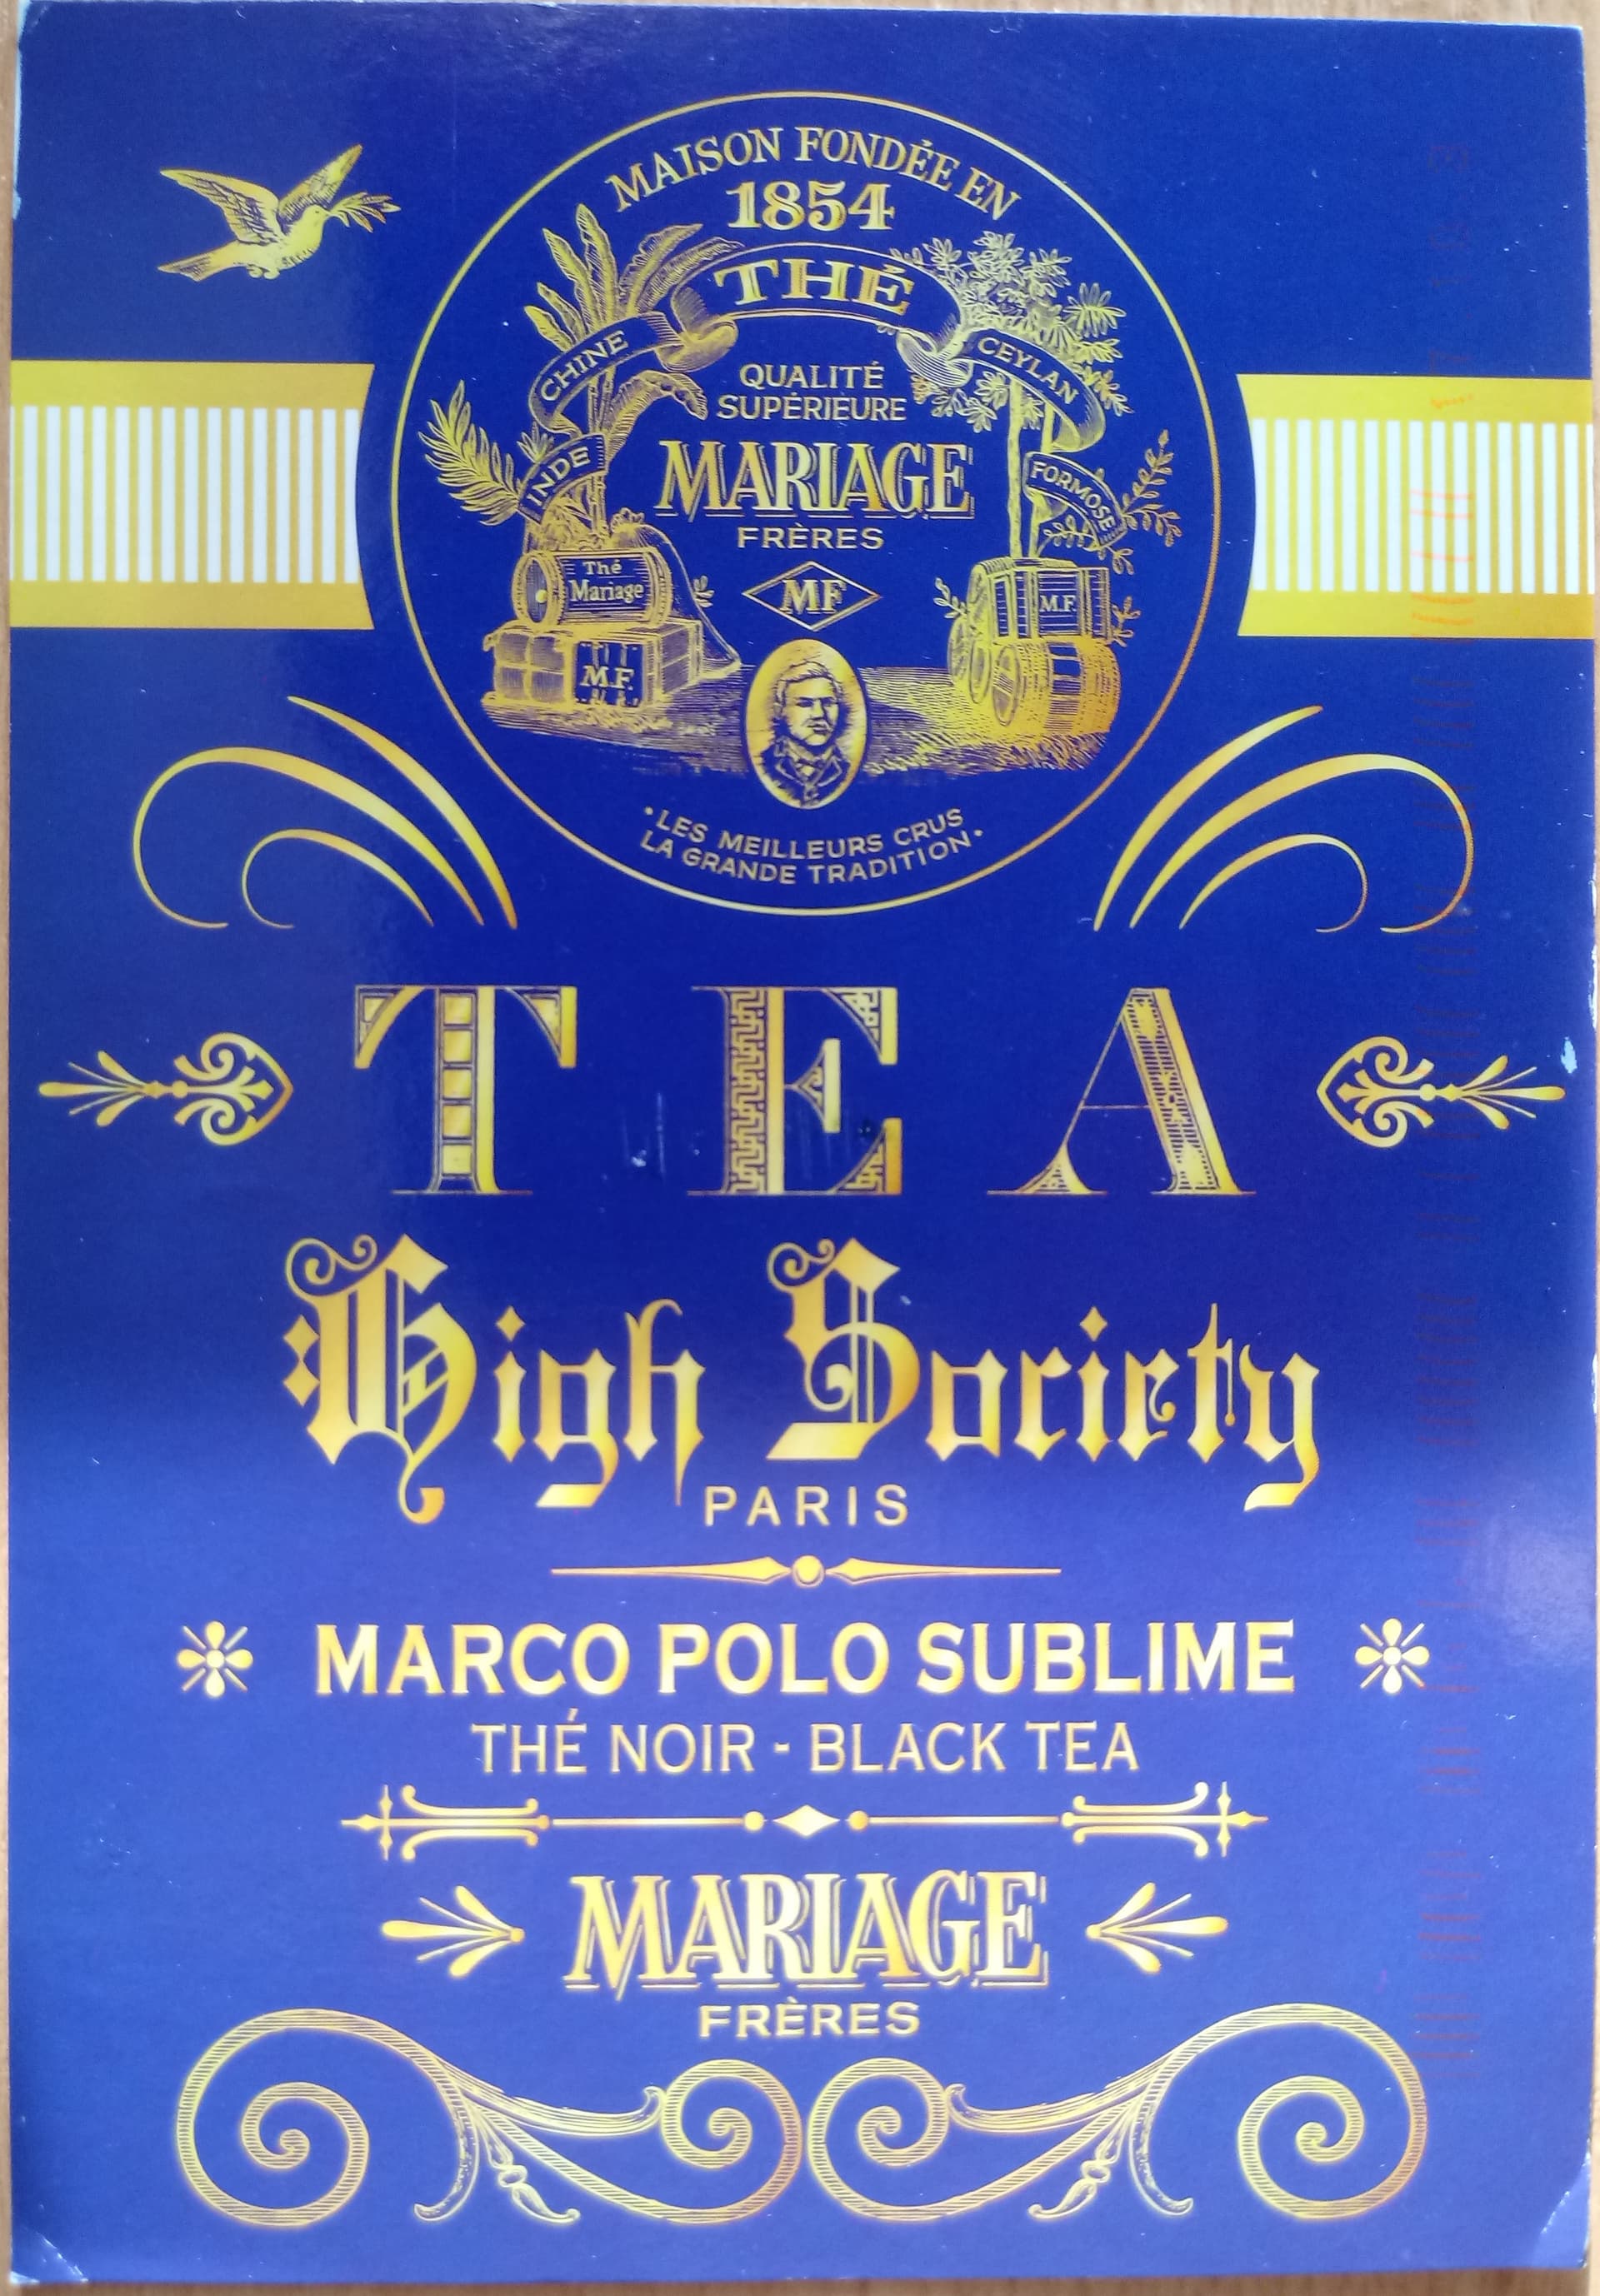 MAISON FONDÉE EN
1854
THÉ
CHINE
CEYLAN
QUALITÉ
SUPÉRIEURE
INDE
MARIAGE
FORMOSE
FRÈRES
Thé
Mariage
MF
M.F.
M.F.
•LES MEILLEURS CRUS
LA GRANDE TRADITION•
TEA
High Society
PARIS
MARCO POLO SUBLIME
THÉ NOIR - BLACK TEA
MARIAGE
FRÈRES